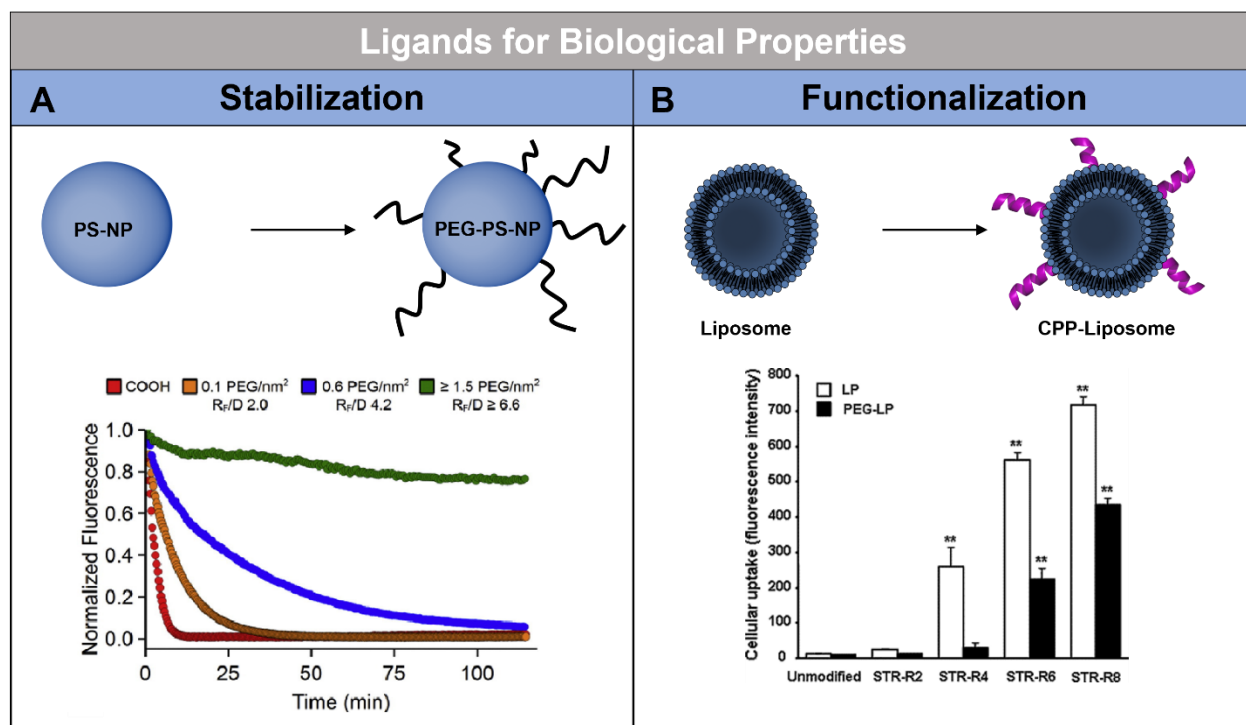 Ligands for Biological Properties
A Stabilization
PS-NP
PEG-PS-NP
COOH 0.1 PEG/nm² 0.6 PEG/nm² ≥ 1.5 PEG/nm²
R_F/D 2.0 R_F/D 4.2 R_F/D ≥ 6.6
Normalized Fluorescence
1.0
0.8
0.6
0.4
0.2
0.0
0 25 50 75 100
Time (min)
B Functionalization
Liposome
CPP-Liposome
Cellular uptake (fluorescence intensity)
800
700
600
500
400
300
200
100
0
LP
PEG-LP
**
**
**
**
**
Unmodified STR-R2 STR-R4 STR-R6 STR-R8